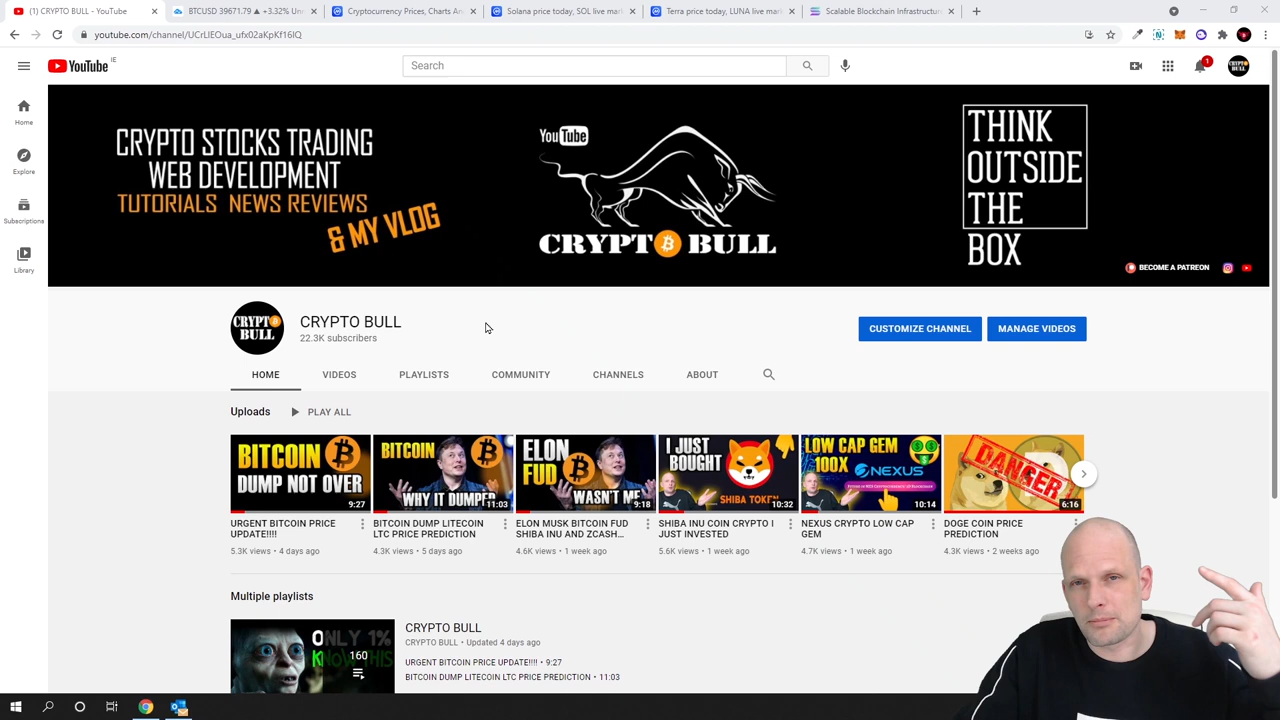 (1) CRYPTO BULL - YouTube
BTCUSD 39671.79 ▲ +3.32% Un
Cryptocurrency Prices, Charts An
Solana price today, SOL live mar
Terra price today, LUNA live mar
Scalable Blockchain Infrastructur
youtube.com/channel/UCrLIEOua_ufx02aKpKf16IQ
YouTube IE
Search
1
CRYPTO BULL
Home
Explore
Subscriptions
Library
CRYPTO STOCKS TRADING
WEB DEVELOPMENT
TUTORIALS NEWS REVIEWS
& MY VLOG
YouTube
CRYPTO BULL
THINK
OUTSIDE
THE
BOX
BECOME A PATREON
CRYPTO
BULL
CRYPTO BULL
22.3K subscribers
CUSTOMIZE CHANNEL
MANAGE VIDEOS
HOME
VIDEOS
PLAYLISTS
COMMUNITY
CHANNELS
ABOUT
Uploads
PLAY ALL
BITCOIN
DUMP NOT OVER
9:27
BITCOIN
WHY IT DUMPED
11:03
ELON
FUD
WASN'T ME
9:18
I JUST
BOUGHT
SHIBA TOKEN
10:32
LOW CAP GEM
100X
NEXUS
10:14
DANGER
6:16
URGENT BITCOIN PRICE
UPDATE!!!!
5.3K views • 4 days ago
BITCOIN DUMP LITECOIN
LTC PRICE PREDICTION
4.3K views • 5 days ago
ELON MUSK BITCOIN FUD
SHIBA INU AND ZCASH...
4.6K views • 1 week ago
SHIBA INU COIN CRYPTO I
JUST INVESTED
5.6K views • 1 week ago
NEXUS CRYPTO LOW CAP
GEM
4.7K views • 1 week ago
DOGE COIN PRICE
PREDICTION
4.3K views • 2 weeks ago
Multiple playlists
ONLY 1%
KNOW THIS
160
CRYPTO BULL
CRYPTO BULL • Updated 4 days ago
URGENT BITCOIN PRICE UPDATE!!!! • 9:27
BITCOIN DUMP LITECOIN LTC PRICE PREDICTION • 11:03